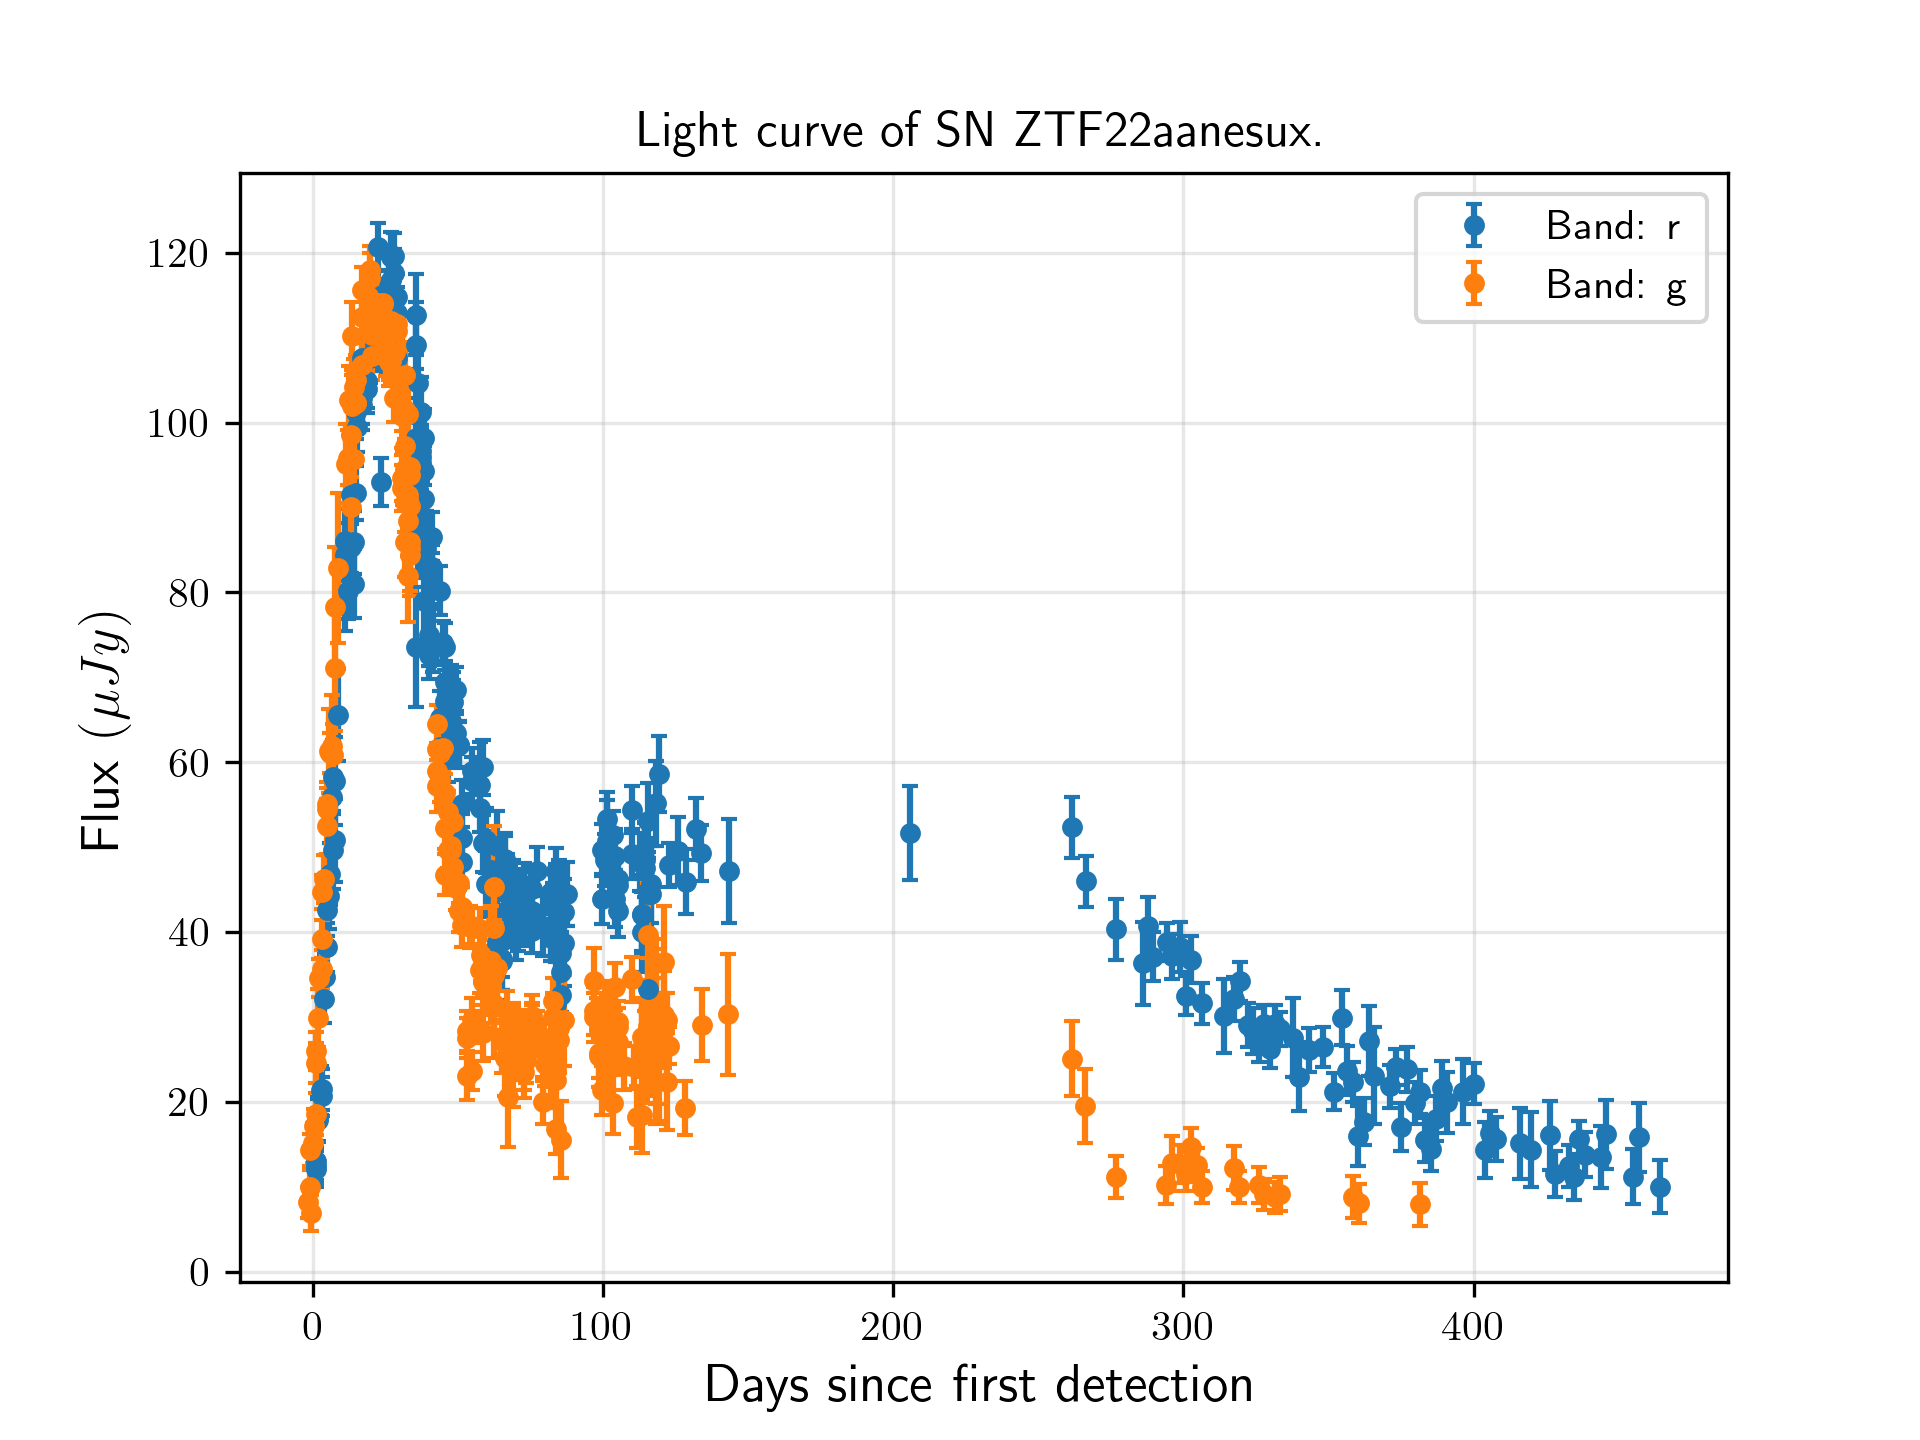 Light curve of SN ZTF22aanesux.
Band: r
Band: g
Flux (μJy)
120
100
80
60
40
20
0
0 100 200 300 400
Days since first detection